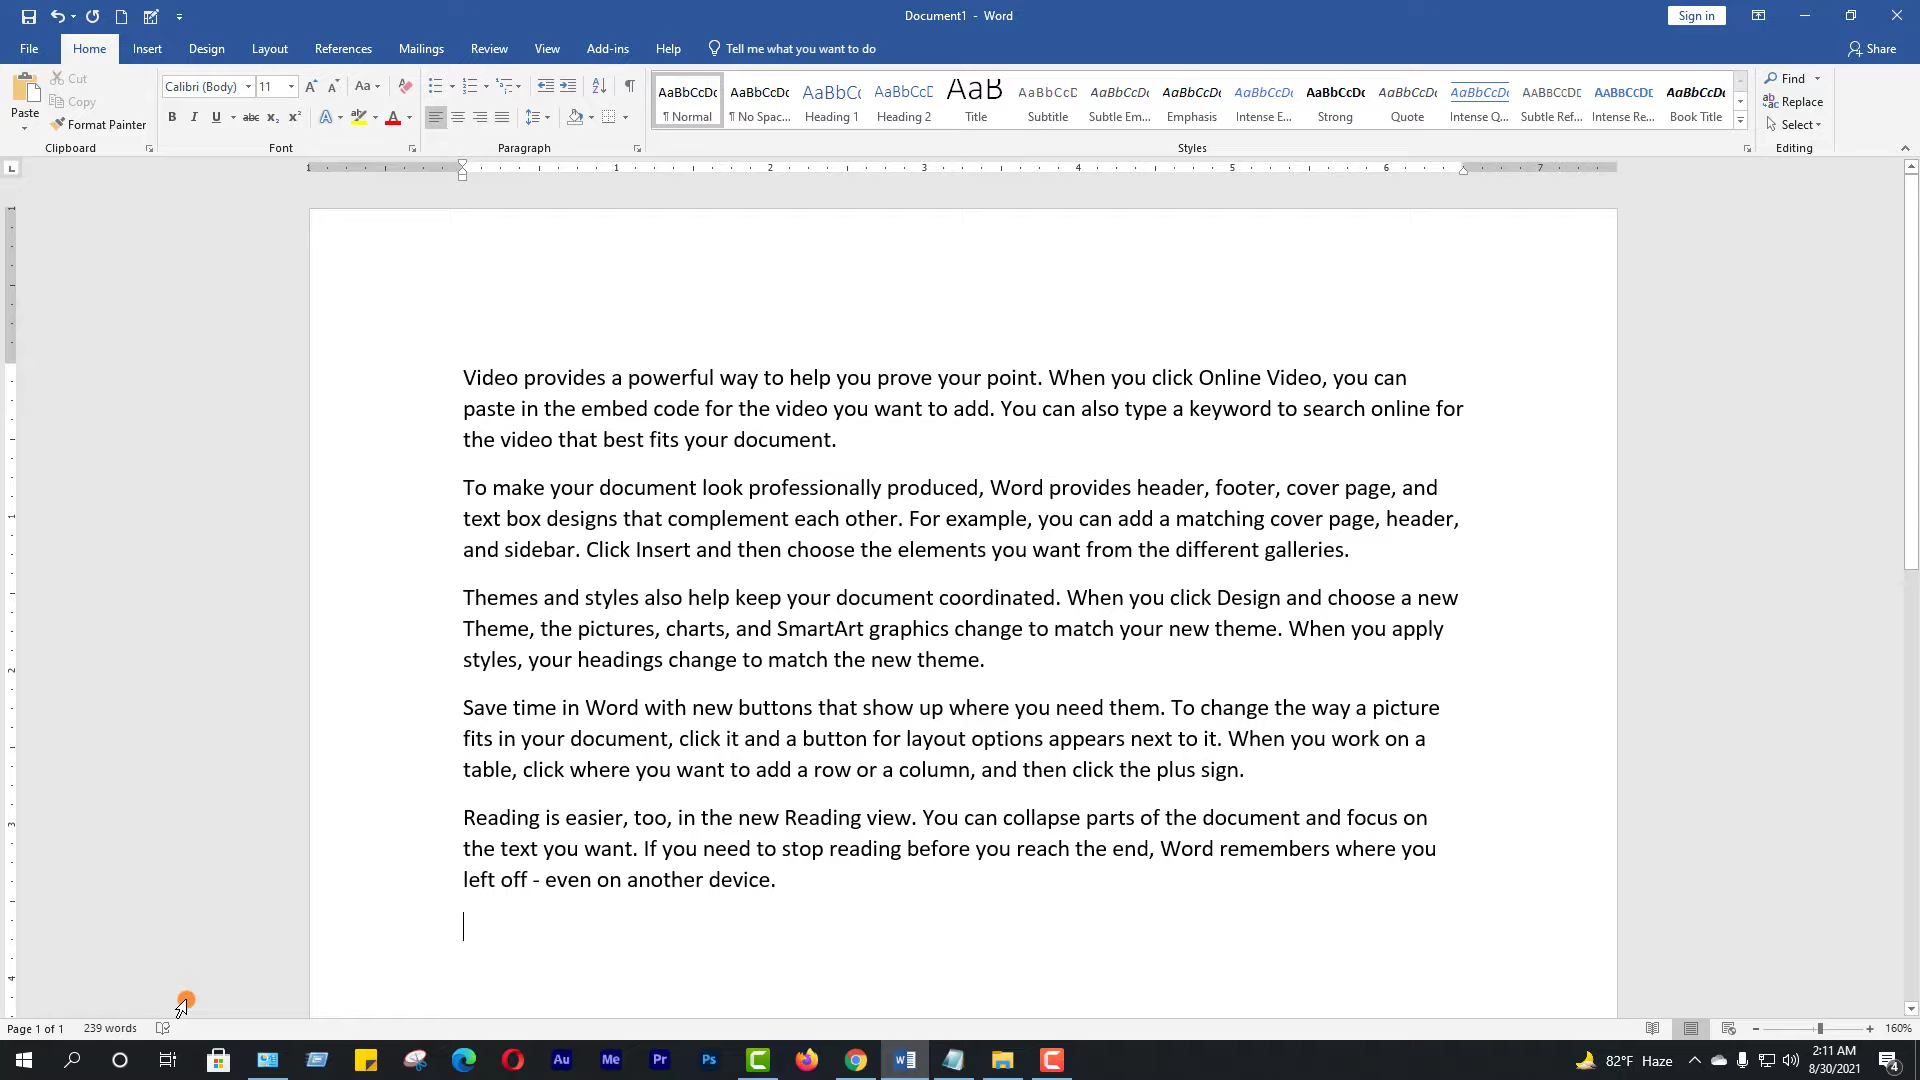 Document1 - Word
Sign in
File Home Insert Design Layout References Mailings Review View Add-ins Help Tell me what you want to do Share
Paste
Cut
Copy
Format Painter
Clipboard
Calibri (Body) 11
Font
Paragraph
AaBbCcDc AaBbCcDc AaBbCc AaBbCcD AaB AaBbCcD AaBbCcDc AaBbCcDc AaBbCcDc AaBbCcDc AaBbCcDc AaBbCcDc AABBCCDD AABBCCDE AaBbCcDc
¶ Normal ¶ No Spac... Heading 1 Heading 2 Title Subtitle Subtle Em... Emphasis Intense E... Strong Quote Intense Q... Subtle Ref... Intense Re... Book Title
Styles
Find
Replace
Select
Editing
1 1 2 3 4 5 6 7
Video provides a powerful way to help you prove your point. When you click Online Video, you can
paste in the embed code for the video you want to add. You can also type a keyword to search online for
the video that best fits your document.
To make your document look professionally produced, Word provides header, footer, cover page, and
text box designs that complement each other. For example, you can add a matching cover page, header,
and sidebar. Click Insert and then choose the elements you want from the different galleries.
Themes and styles also help keep your document coordinated. When you click Design and choose a new
Theme, the pictures, charts, and SmartArt graphics change to match your new theme. When you apply
styles, your headings change to match the new theme.
Save time in Word with new buttons that show up where you need them. To change the way a picture
fits in your document, click it and a button for layout options appears next to it. When you work on a
table, click where you want to add a row or a column, and then click the plus sign.
Reading is easier, too, in the new Reading view. You can collapse parts of the document and focus on
the text you want. If you need to stop reading before you reach the end, Word remembers where you
left off - even on another device.
Page 1 of 1 239 words 160%
Au Me Pr Ps
82°F Haze
2:11 AM
8/30/2021
4